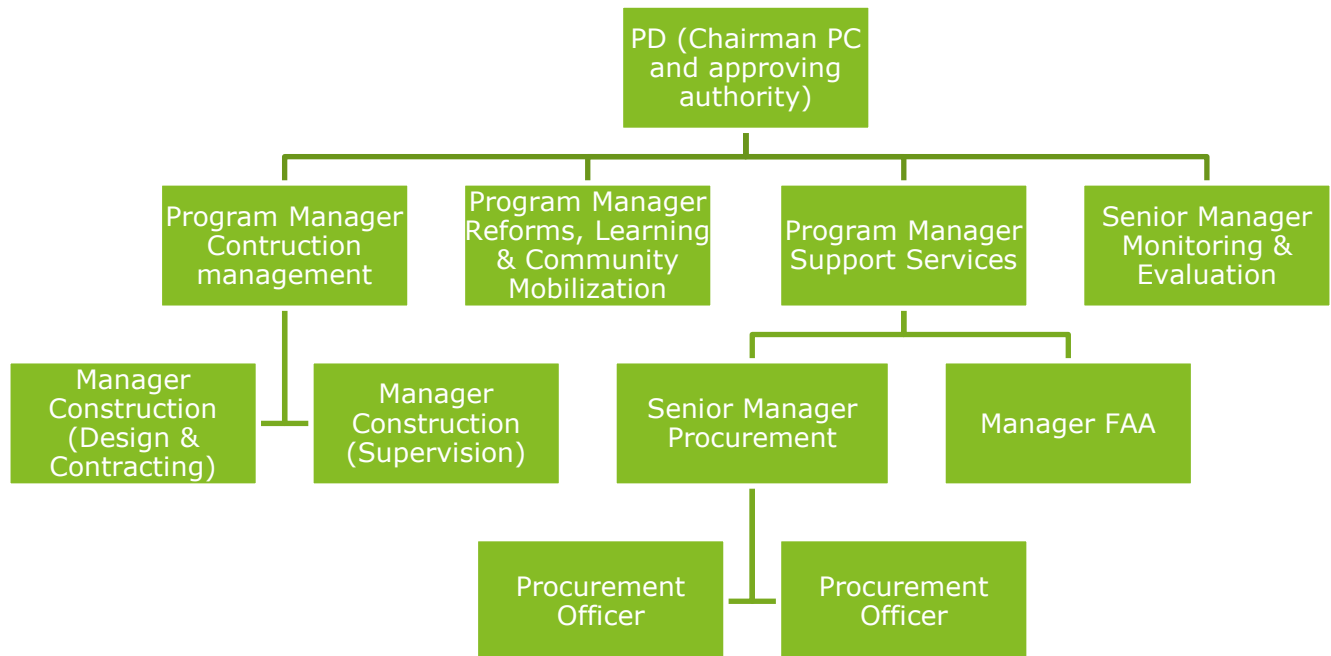 PD (Chairman PC
and approving
authority)
Program Manager
Contruction
management
Program Manager
Reforms, Learning
& Community
Mobilization
Program Manager
Support Services
Senior Manager
Monitoring &
Evaluation
Manager
Construction
(Design &
Contracting)
Manager
Construction
(Supervision)
Senior Manager
Procurement
Manager FAA
Procurement
Officer
Procurement
Officer